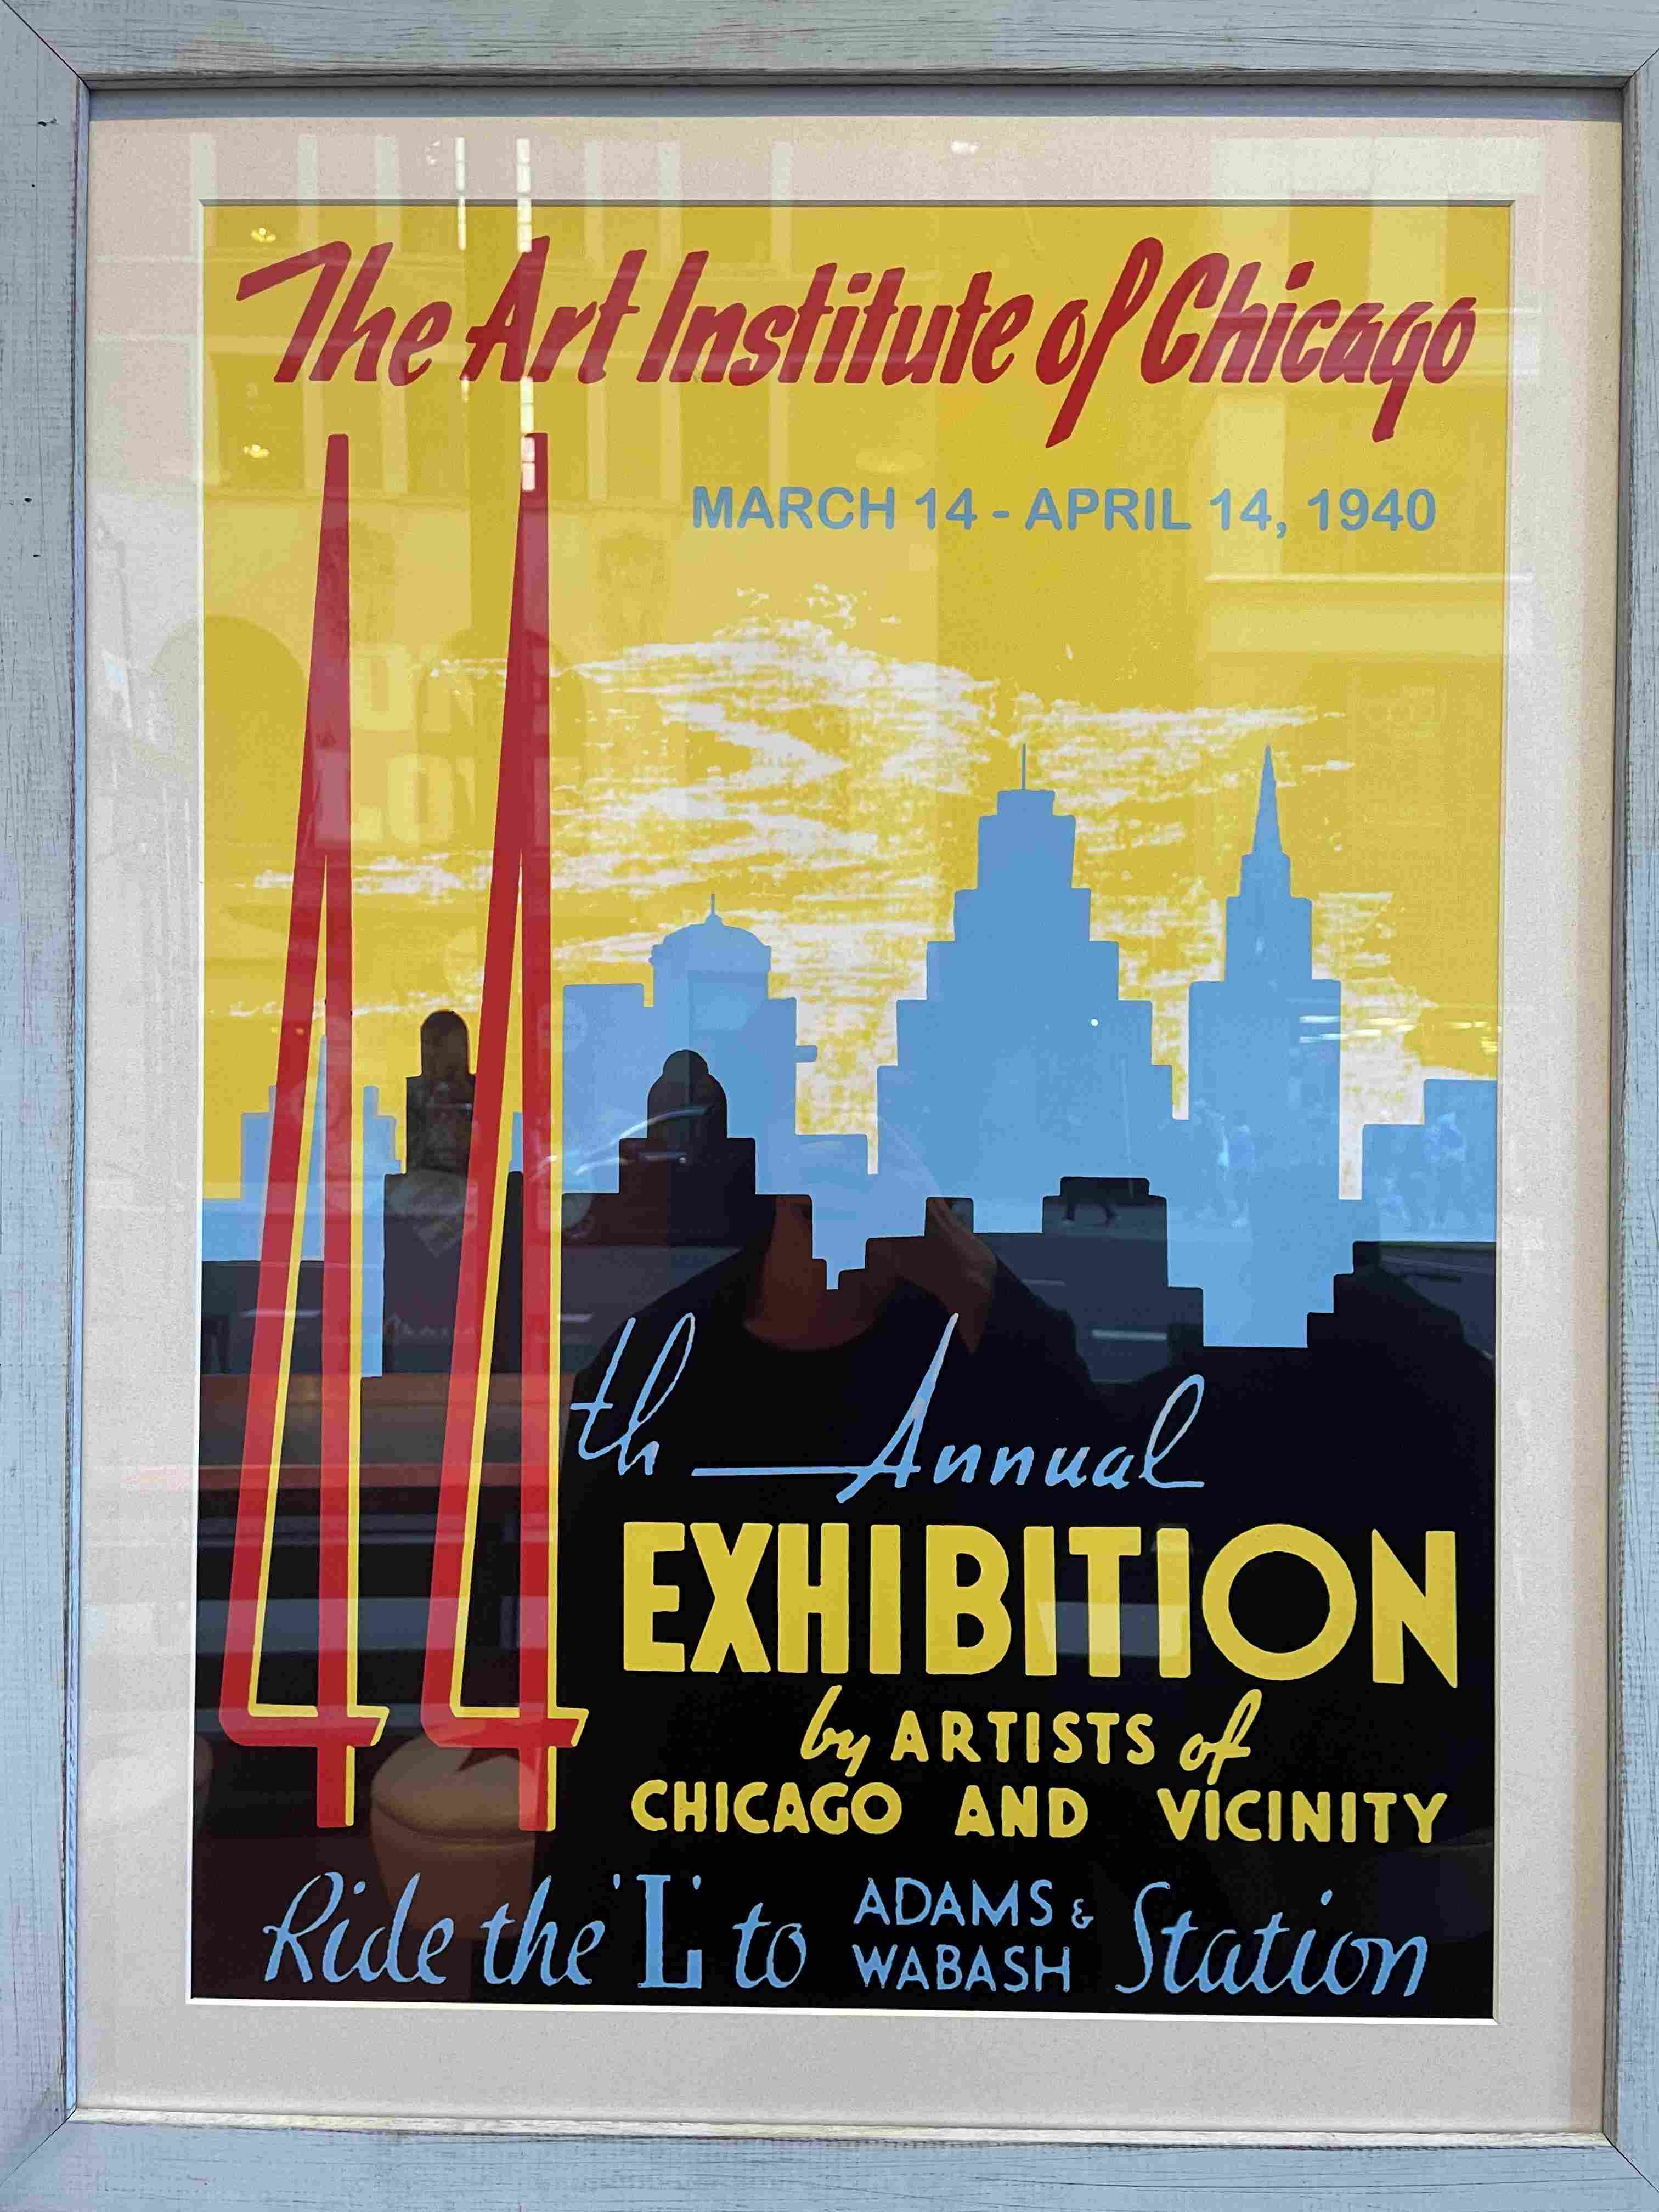 The Art Institute of Chicago
MARCH 14 - APRIL 14, 1940
44th Annual
EXHIBITION
by ARTISTS of
CHICAGO AND VICINITY
Ride the 'L' to ADAMS & WABASH Station